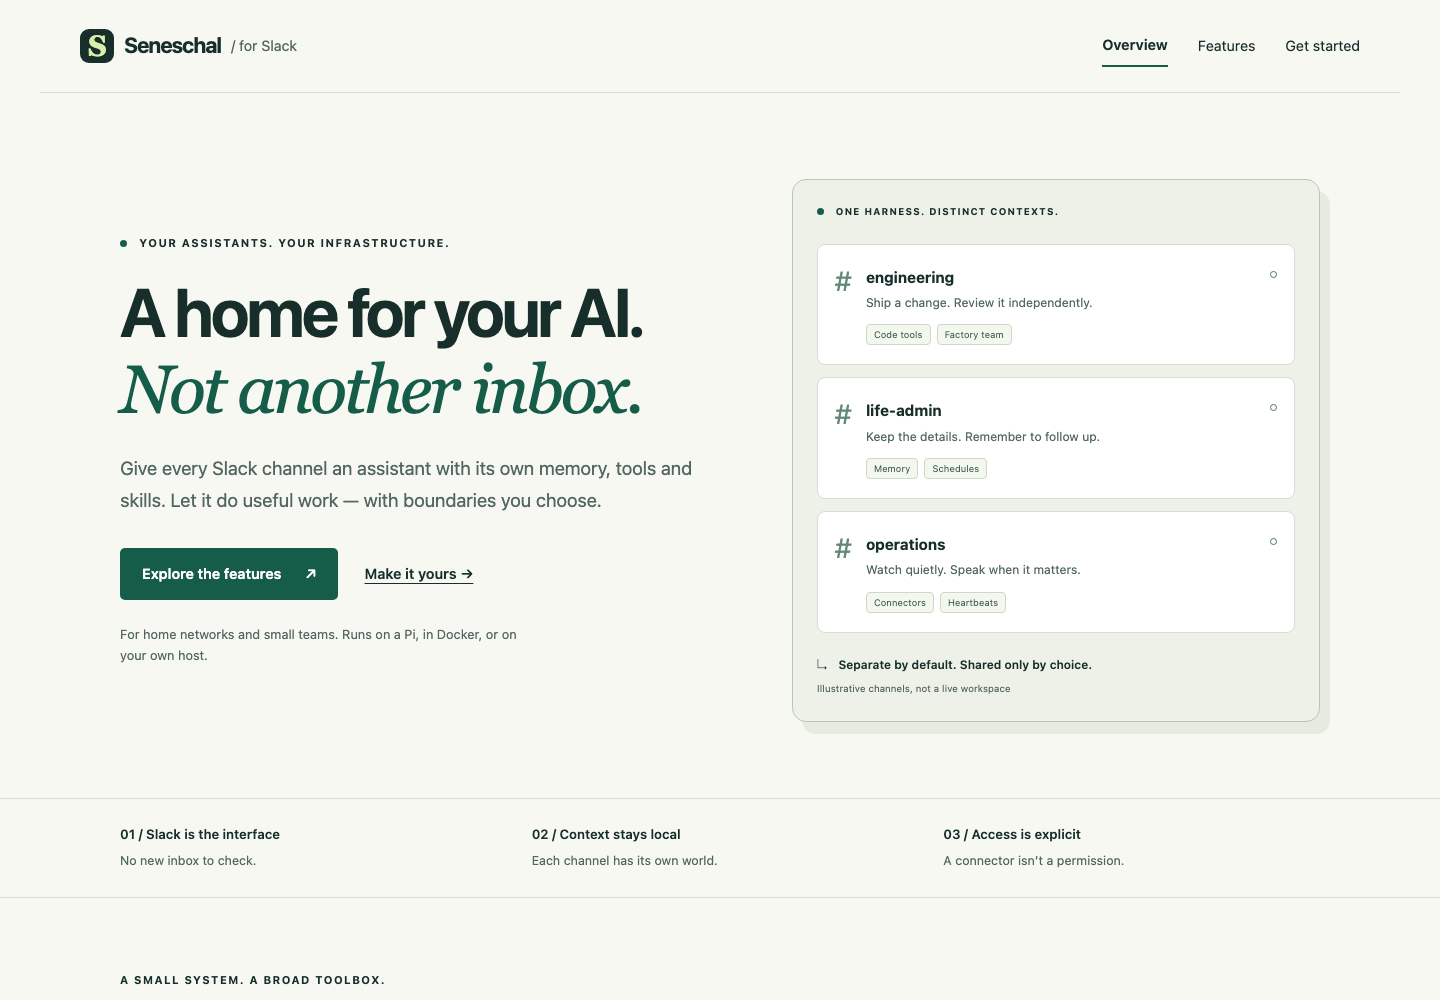 S Seneschal / for Slack
Overview Features Get started
YOUR ASSISTANTS. YOUR INFRASTRUCTURE.
A home for your AI.
Not another inbox.
Give every Slack channel an assistant with its own memory, tools and
skills. Let it do useful work — with boundaries you choose.
Explore the features ↗ Make it yours →
For home networks and small teams. Runs on a Pi, in Docker, or on
your own host.
ONE HARNESS. DISTINCT CONTEXTS.
# engineering
Ship a change. Review it independently.
Code tools Factory team
# life-admin
Keep the details. Remember to follow up.
Memory Schedules
# operations
Watch quietly. Speak when it matters.
Connectors Heartbeats
Separate by default. Shared only by choice.
Illustrative channels, not a live workspace
01 / Slack is the interface
No new inbox to check.
02 / Context stays local
Each channel has its own world.
03 / Access is explicit
A connector isn’t a permission.
A SMALL SYSTEM. A BROAD TOOLBOX.